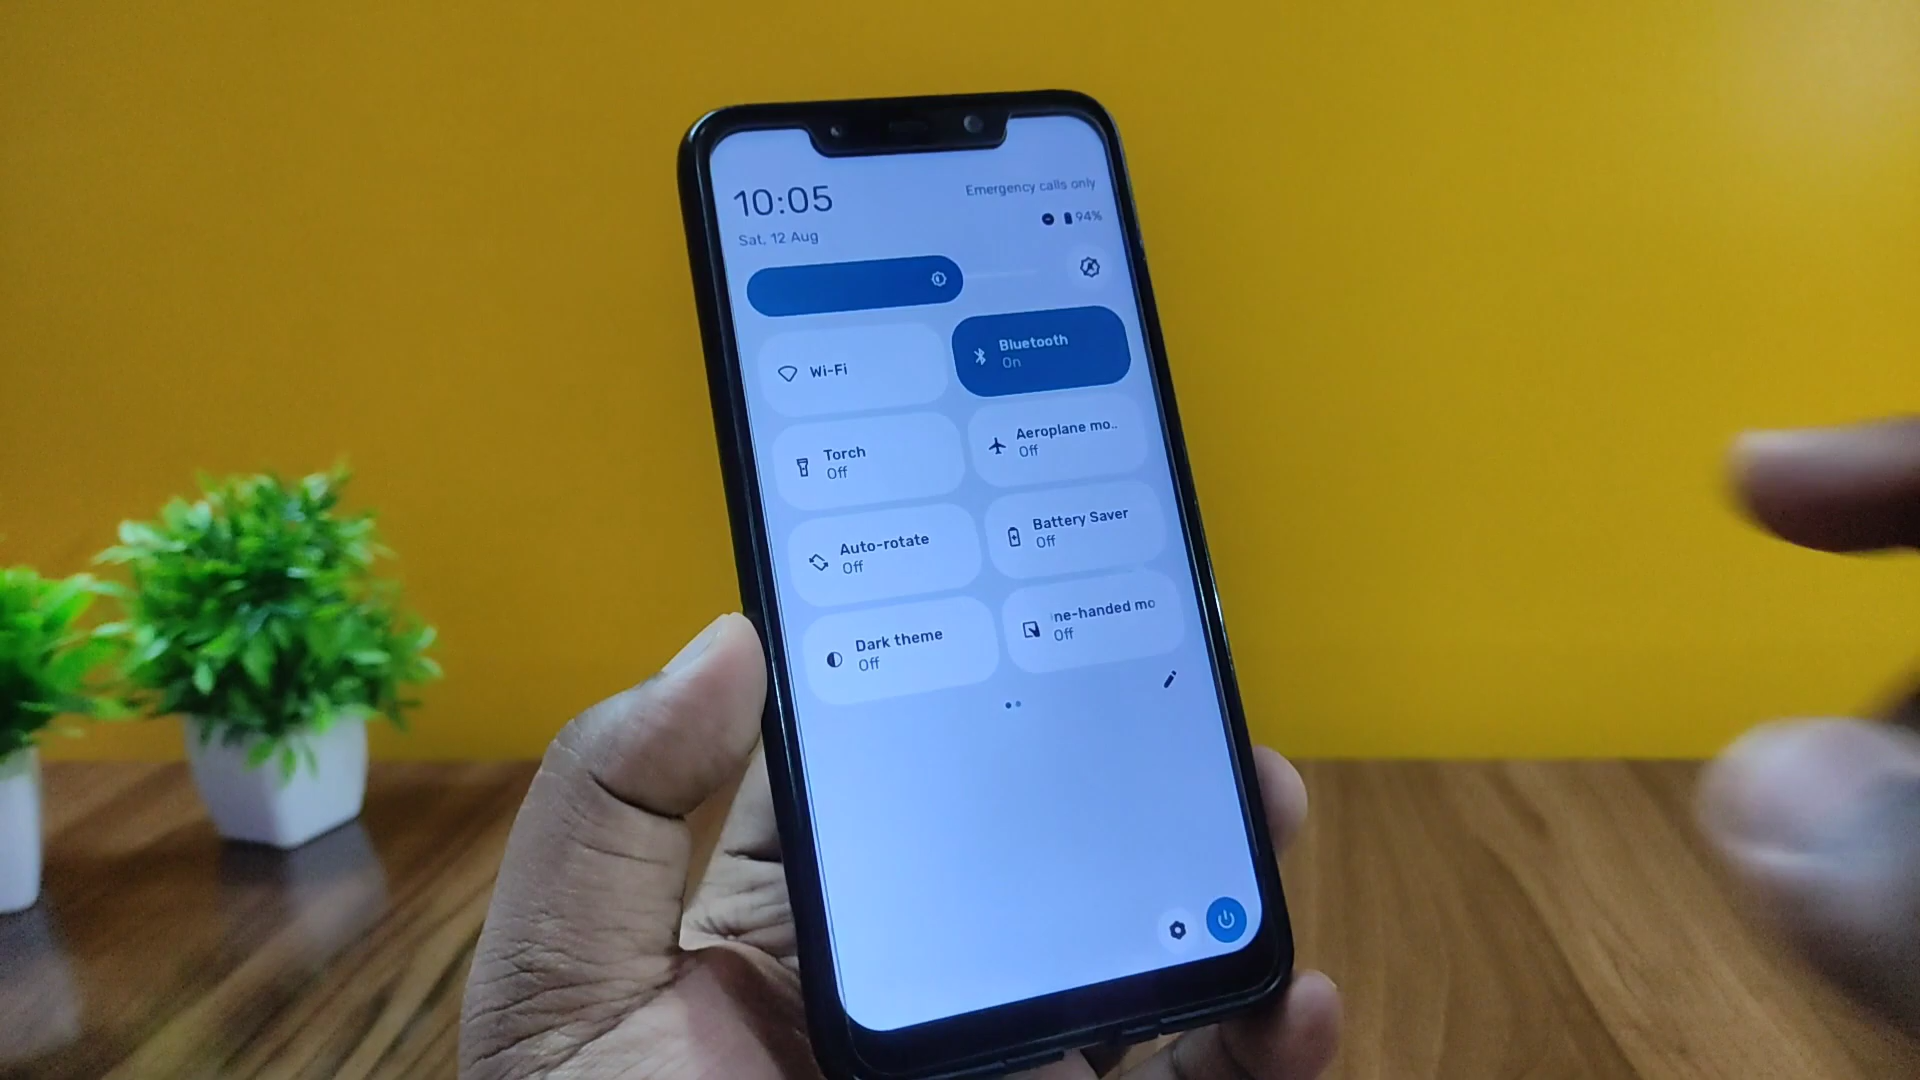 10:05
Emergency calls only
94%
Sat, 12 Aug
Wi-Fi
Bluetooth
On
Torch
Off
Aeroplane mo..
Off
Auto-rotate
Off
Battery Saver
Off
Dark theme
Off
ne-handed mo
Off